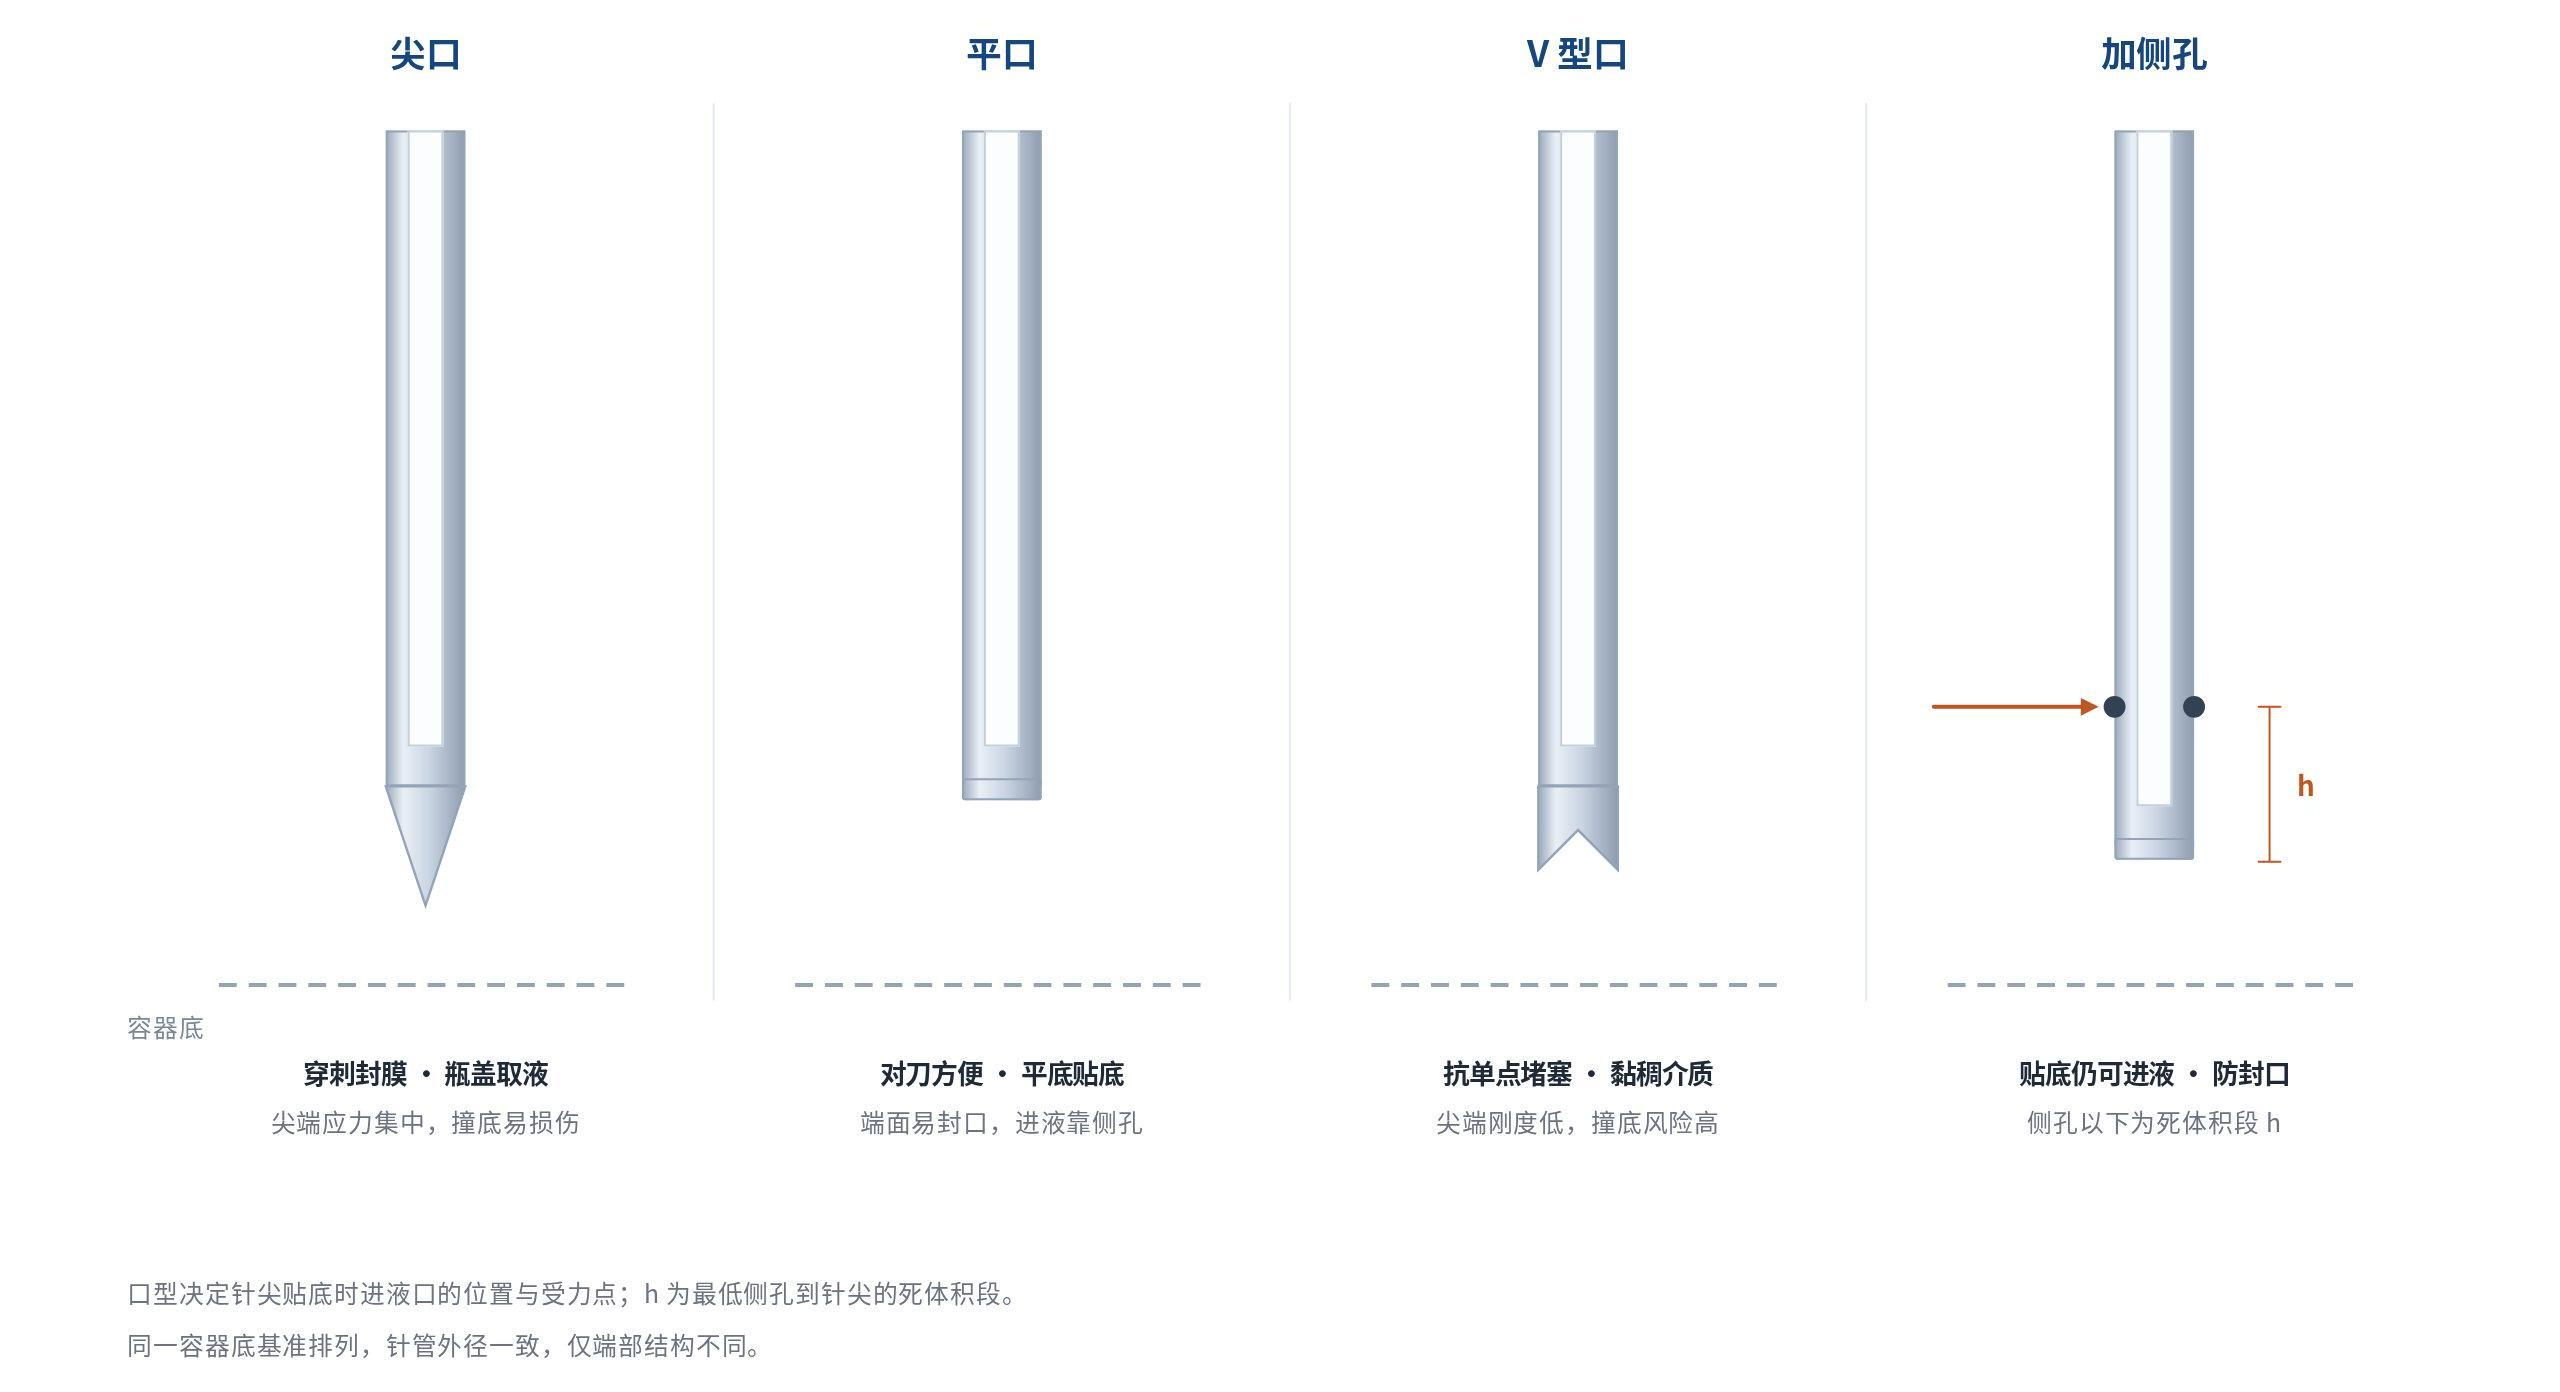 尖口
平口
V 型口
加侧孔
h
容器底
穿刺封膜 · 瓶盖取液
对刀方便 · 平底贴底
抗单点堵塞 · 黏稠介质
贴底仍可进液 · 防封口
尖端应力集中，撞底易损伤
端面易封口，进液靠侧孔
尖端刚度低，撞底风险高
侧孔以下为死体积段 h
口型决定针尖贴底时进液口的位置与受力点；h 为最低侧孔到针尖的死体积段。
同一容器底基准排列，针管外径一致，仅端部结构不同。